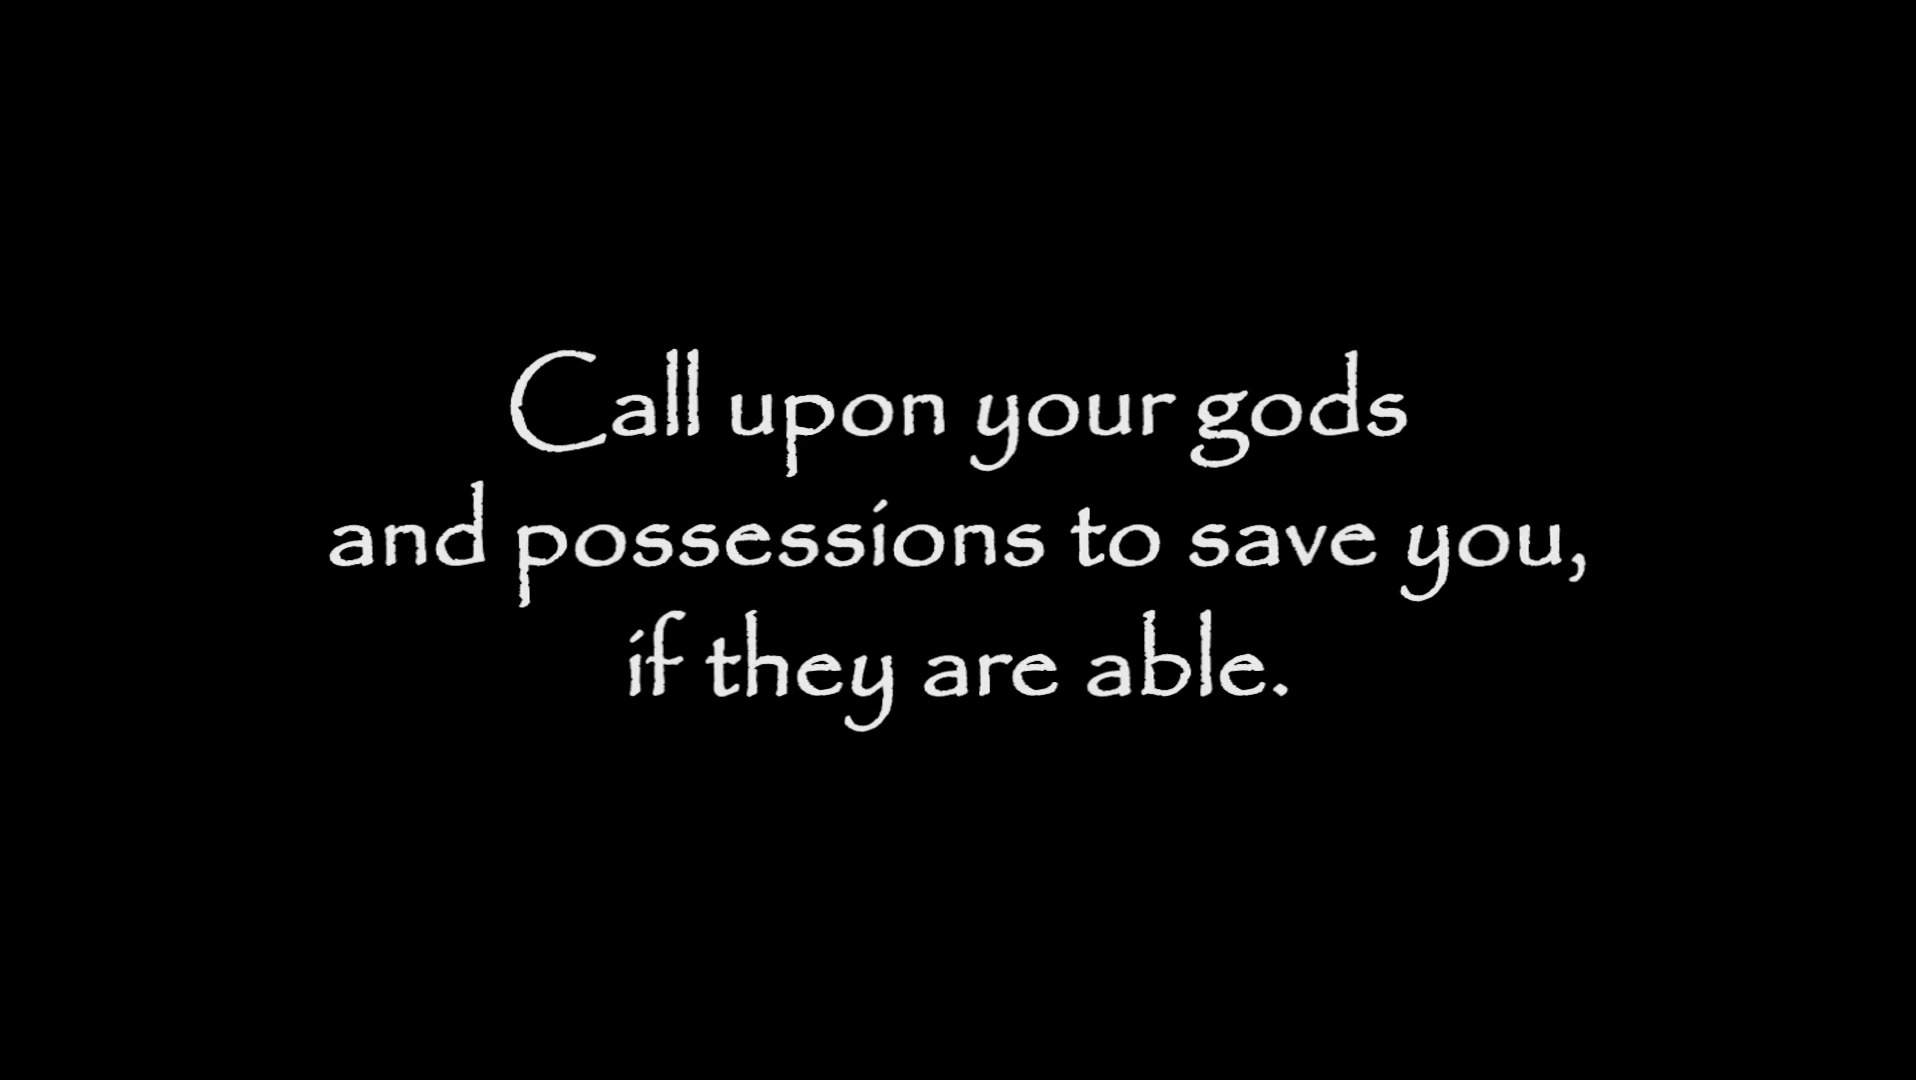 Call upon your gods
and possessions to save you,
if they are able.